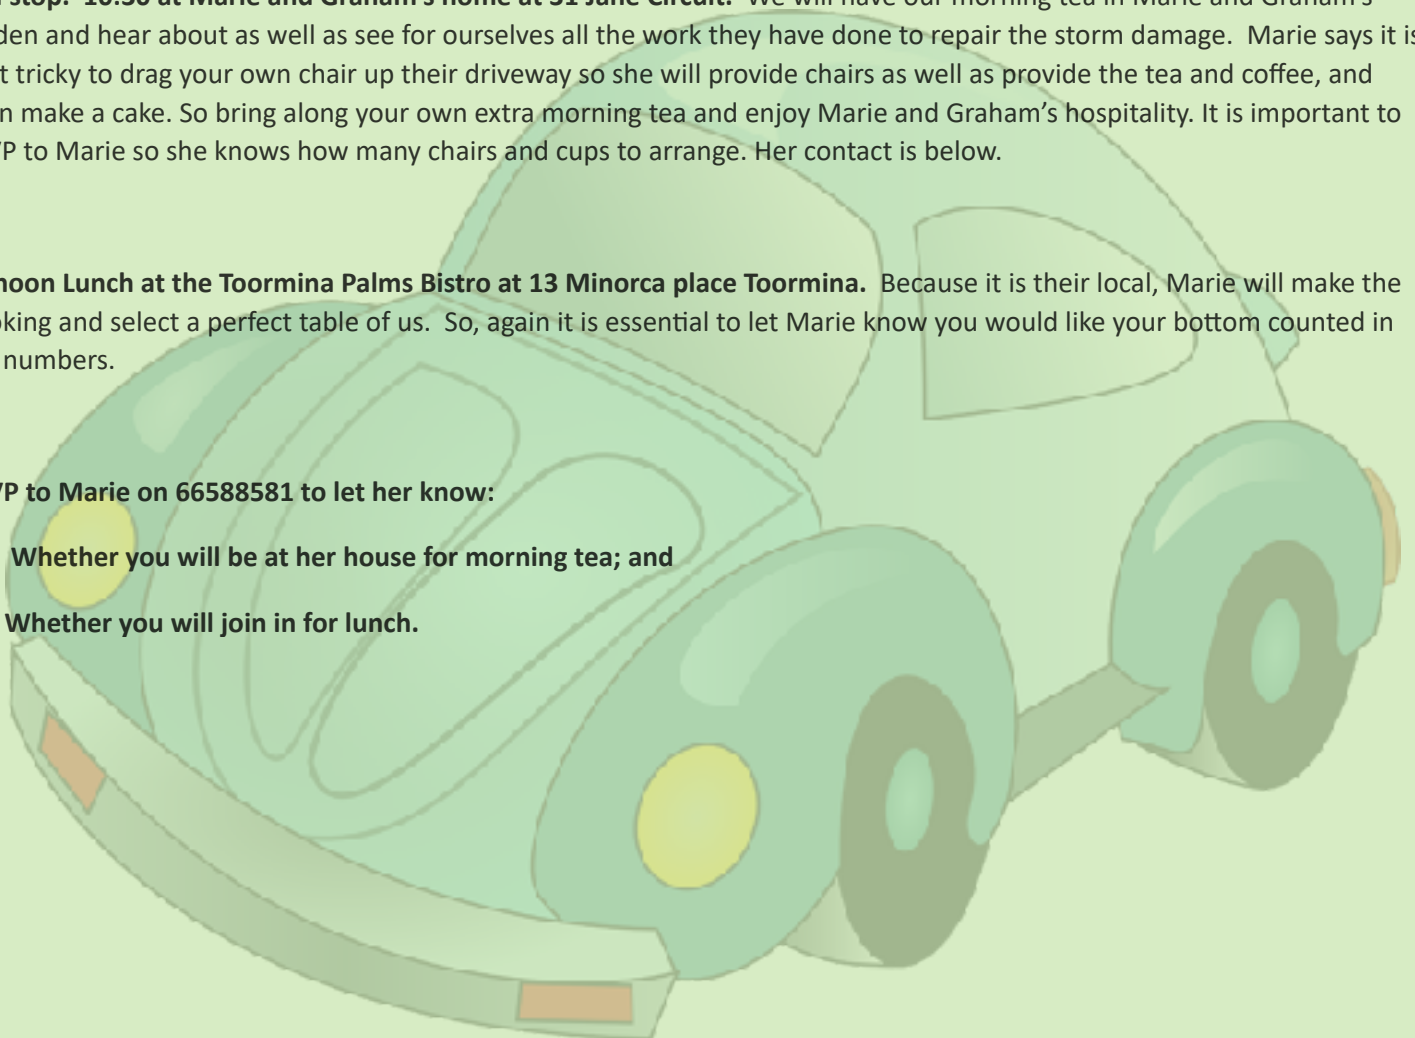 stop. 10:30 at Marie and Graham's home at 31 Jane Circuit. We will have our morning tea in Marie and Graham's
den and hear about as well as see for ourselves all the work they have done to repair the storm damage. Marie says it is
t tricky to drag your own chair up their driveway so she will provide chairs as well as provide the tea and coffee, and
n make a cake. So bring along your own extra morning tea and enjoy Marie and Graham’s hospitality. It is important to
P to Marie so she knows how many chairs and cups to arrange. Her contact is below.
noon Lunch at the Toormina Palms Bistro at 13 Minorca place Toormina. Because it is their local, Marie will make the
king and select a perfect table of us. So, again it is essential to let Marie know you would like your bottom counted in
numbers.
VP to Marie on 66588581 to let her know:
Whether you will be at her house for morning tea; and
Whether you will join in for lunch.